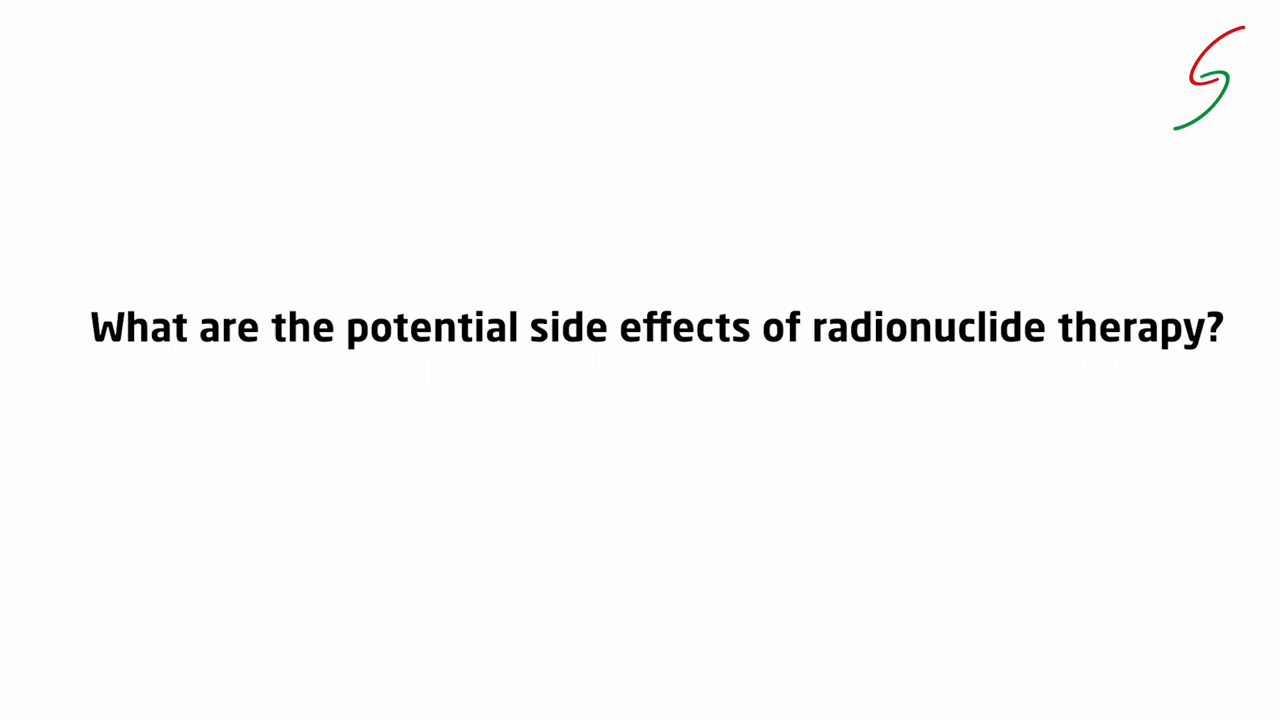 What are the potential side effects of radionuclide therapy?